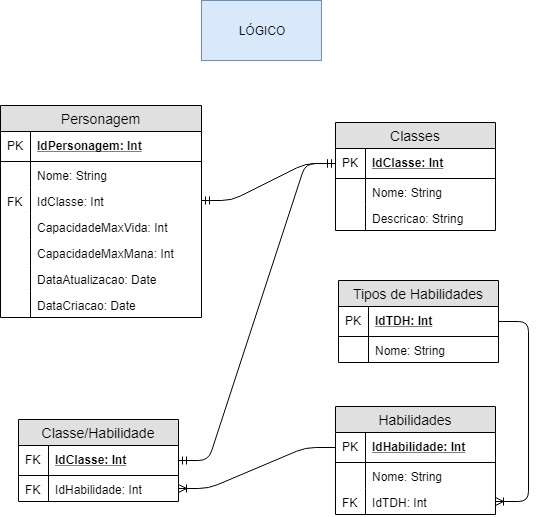 LÓGICO
Personagem
PK IdPersonagem: Int
Nome: String
FK IdClasse: Int
CapacidadeMaxVida: Int
CapacidadeMaxMana: Int
DataAtualizacao: Date
DataCriacao: Date
Classes
PK IdClasse: Int
Nome: String
Descricao: String
Tipos de Habilidades
PK IdTDH: Int
Nome: String
Classe/Habilidade
FK IdClasse: Int
FK IdHabilidade: Int
Habilidades
PK IdHabilidade: Int
Nome: String
FK IdTDH: Int